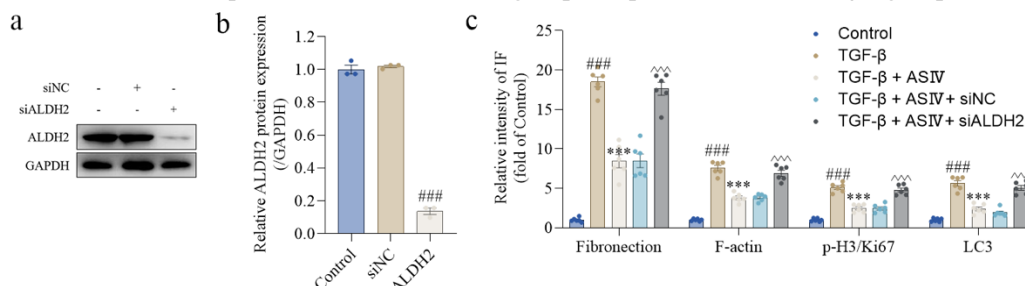 a
siNC - + -
siALDH2 - - +
ALDH2
GAPDH
b
Relative ALDH2 protein expression
(/GAPDH)
1.2
1.0
0.8
0.6
0.4
0.2
0.0
###
Control
siNC
ALDH2
c
Relative intensity of IF
(fold of Control)
25
20
15
10
5
0
Control
TGF-β
TGF-β + ASⅣ
TGF-β + ASⅣ + siNC
TGF-β + ASⅣ + siALDH2
### *** ^^^
### *** ^^^
### *** ^^^
### *** ^^
Fibronection
F-actin
p-H3/Ki67
LC3